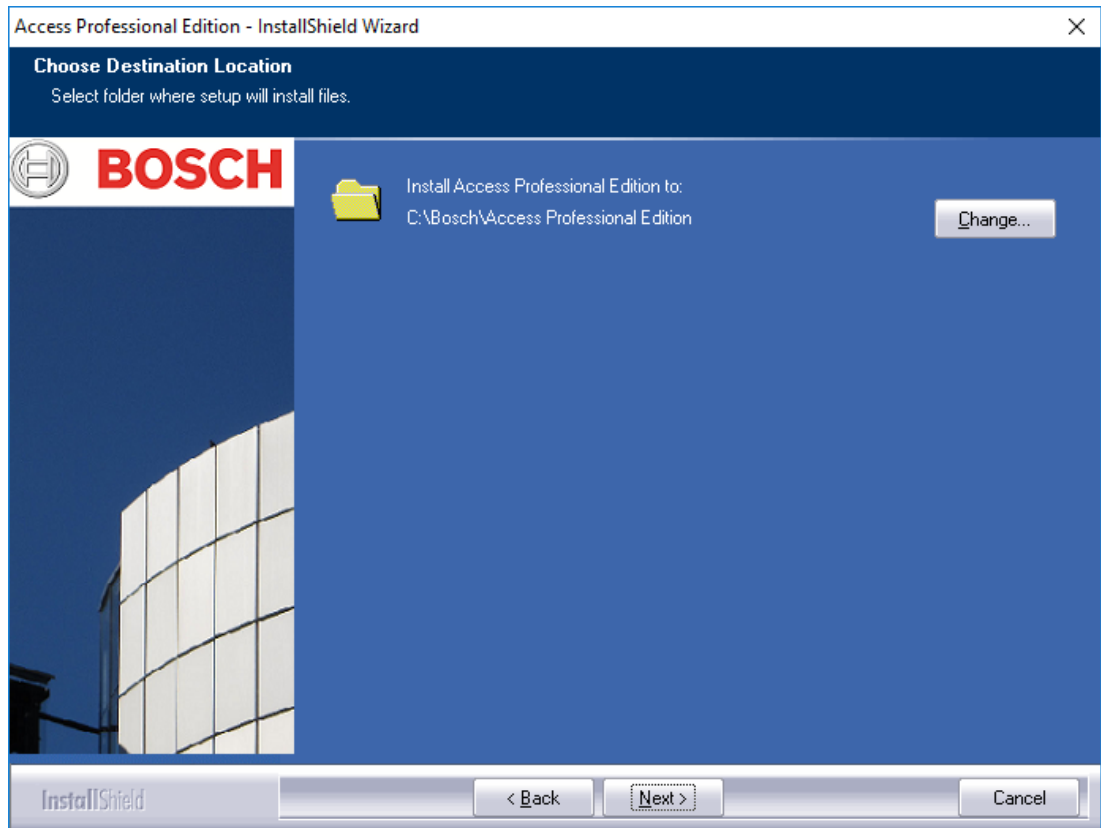 Access Professional Edition - InstallShield Wizard
Choose Destination Location
Select folder where setup will install files.
BOSCH
Install Access Professional Edition to:
C:\Bosch\Access Professional Edition
Change...
InstallShield
< Back
Next >
Cancel